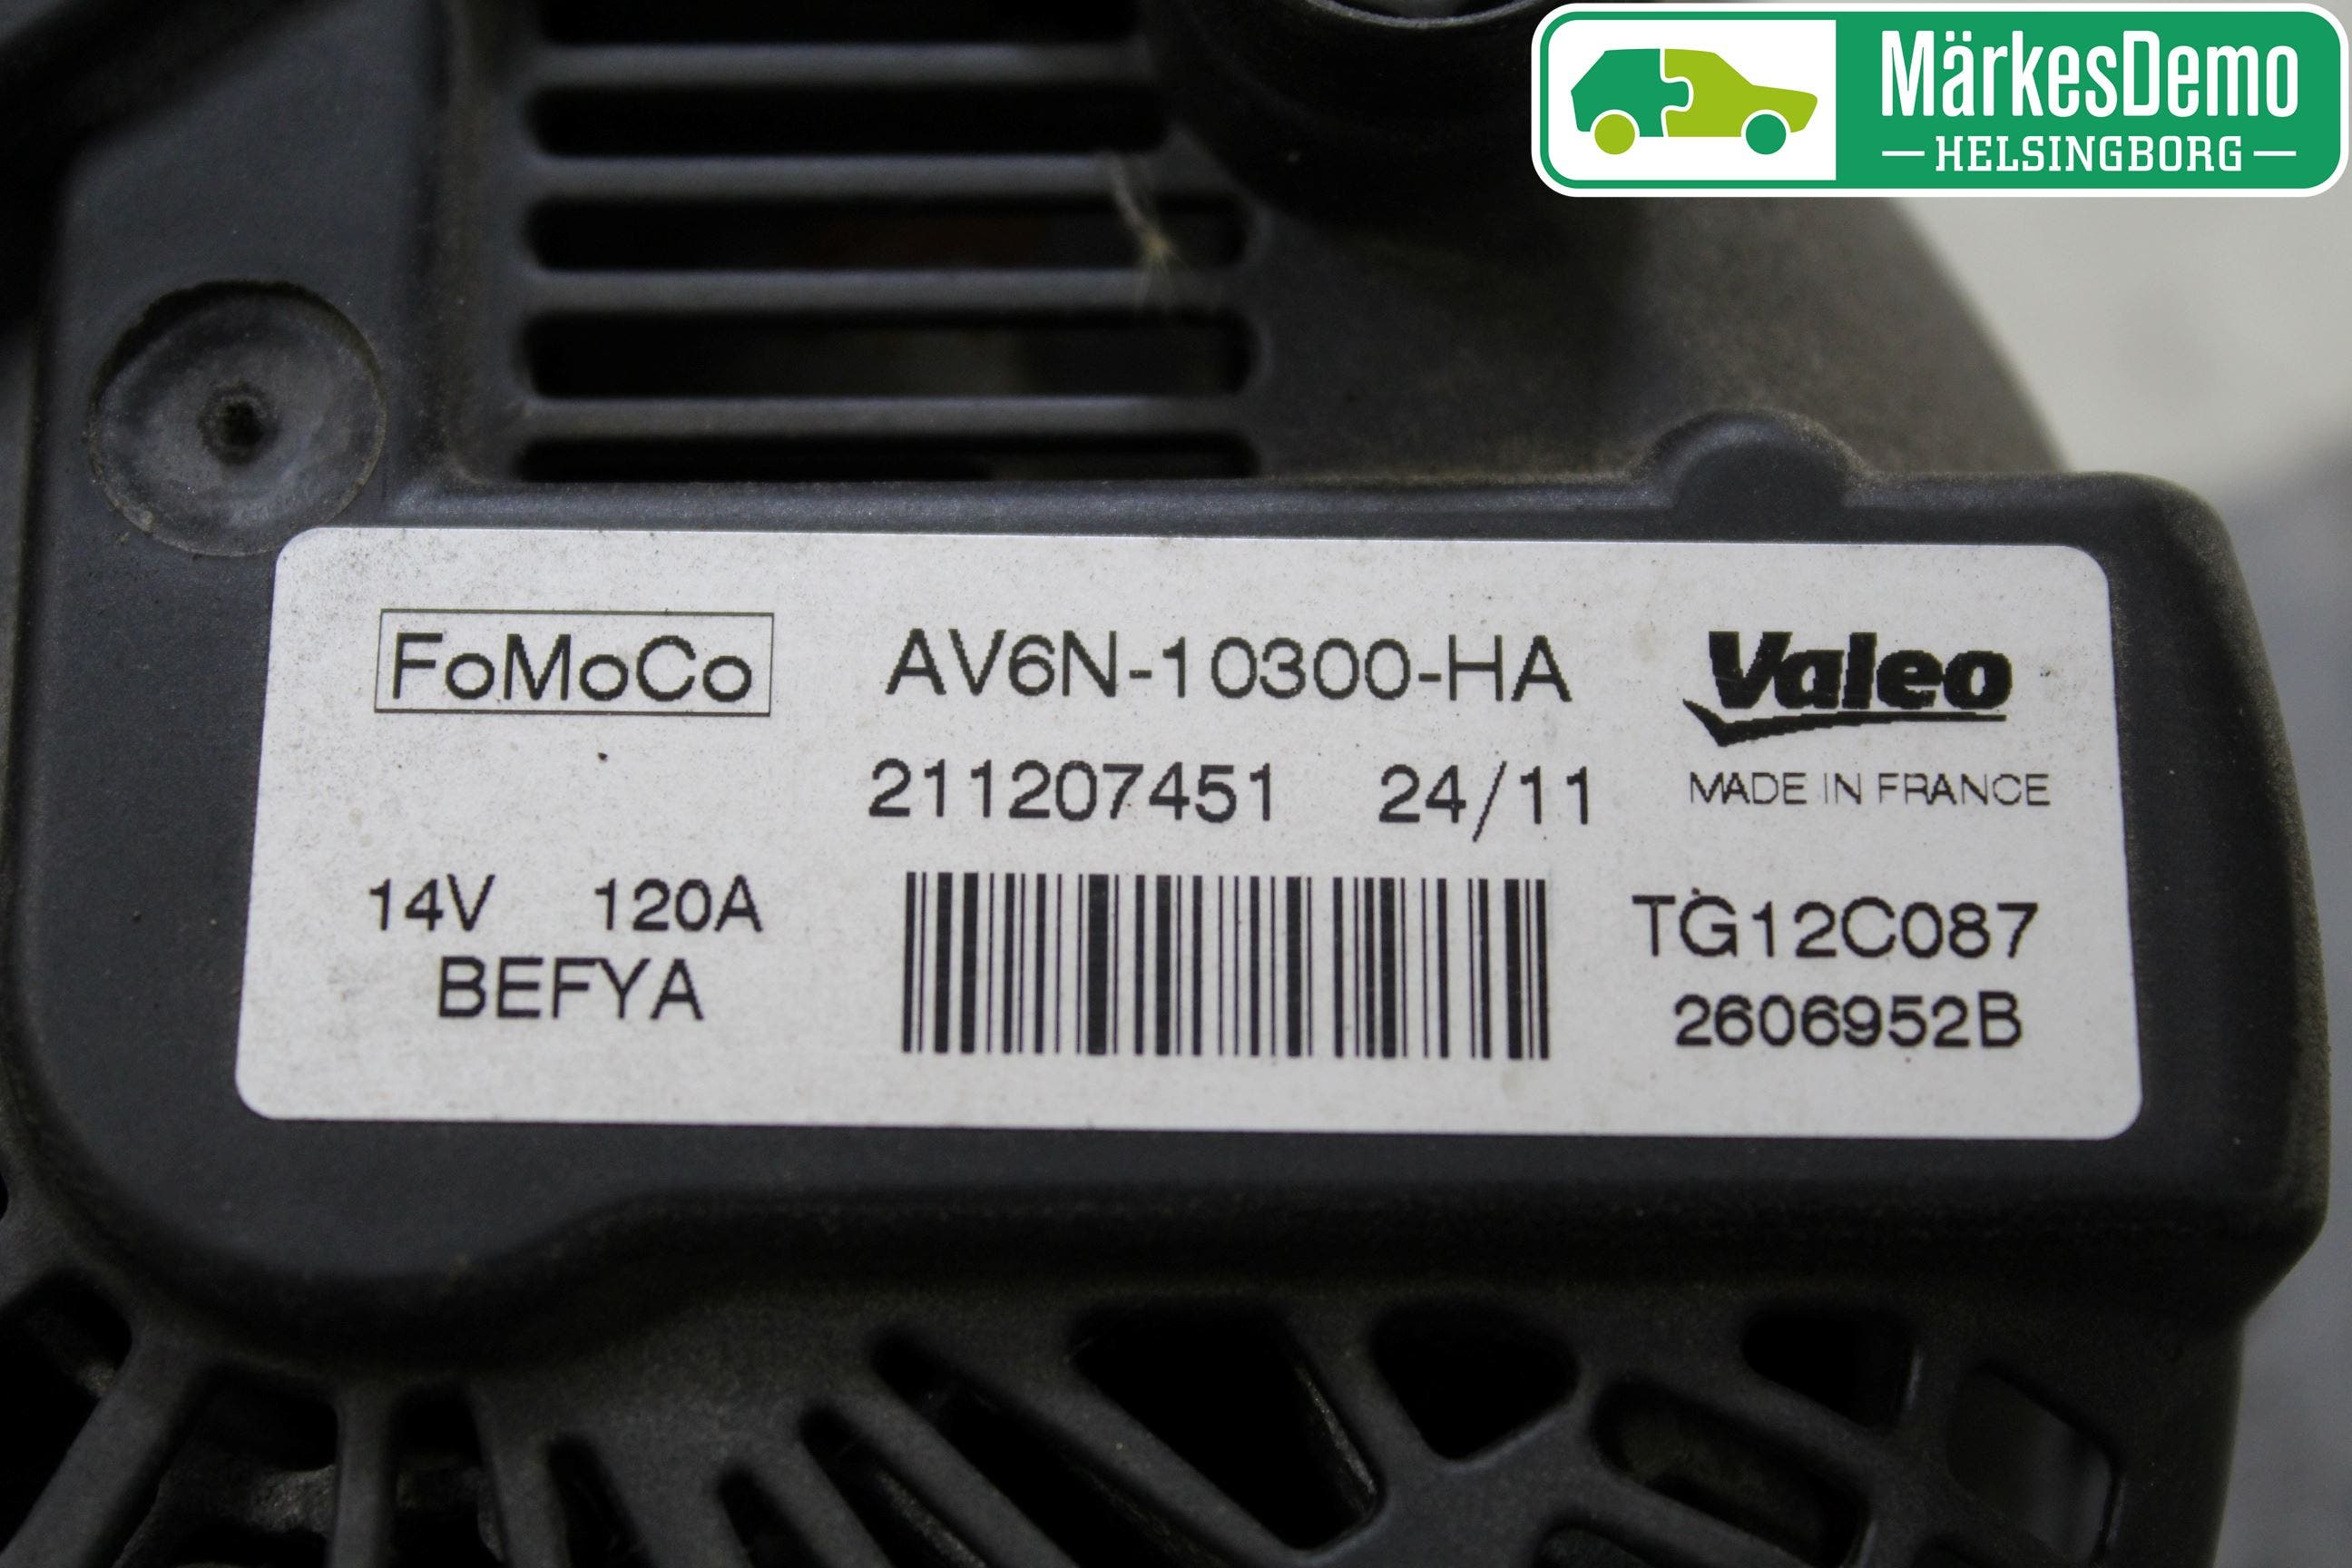 MärkesDemo
HELSINGBORG
FoMoCo AV6N-10300-HA Valeo
211207451 24/11 MADE IN FRANCE
14V 120A TG12C087
BEFYA 2606952B